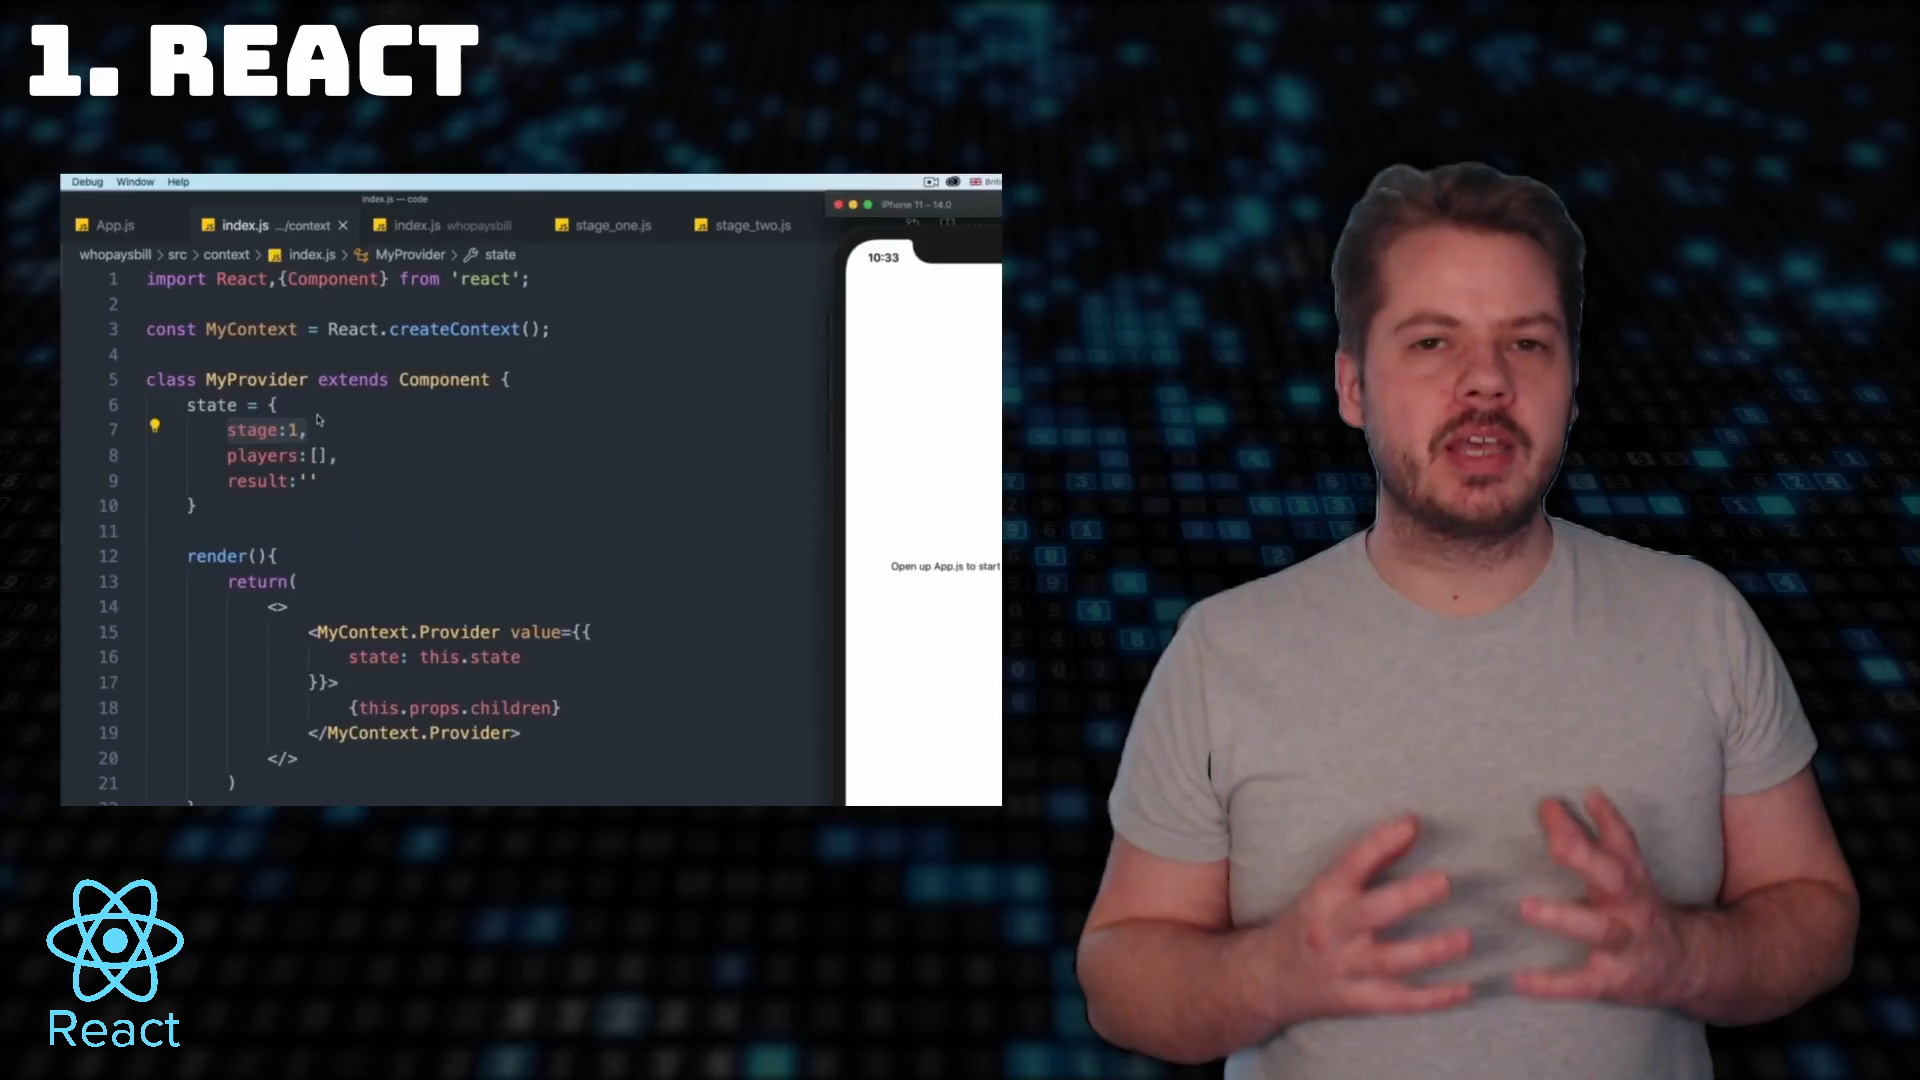 1. REACT
Debug Window Help
index.js — code
iPhone 11 – 14.0
App.js index.js .../context index.js whopaysbill stage_one.js stage_two.js
whopaysbill > src > context > index.js > MyProvider > state
10:33
1 import React,{Component} from 'react';
2
3 const MyContext = React.createContext();
4
5 class MyProvider extends Component {
6 state = {
7 stage:1,
8 players:[],
9 result:''
10 }
11
12 render(){
13 return(
14 <>
15 <MyContext.Provider value={{
16 state: this.state
17 }}>
18 {this.props.children}
19 </MyContext.Provider>
20 </>
21 )
Open up App.js to start
React